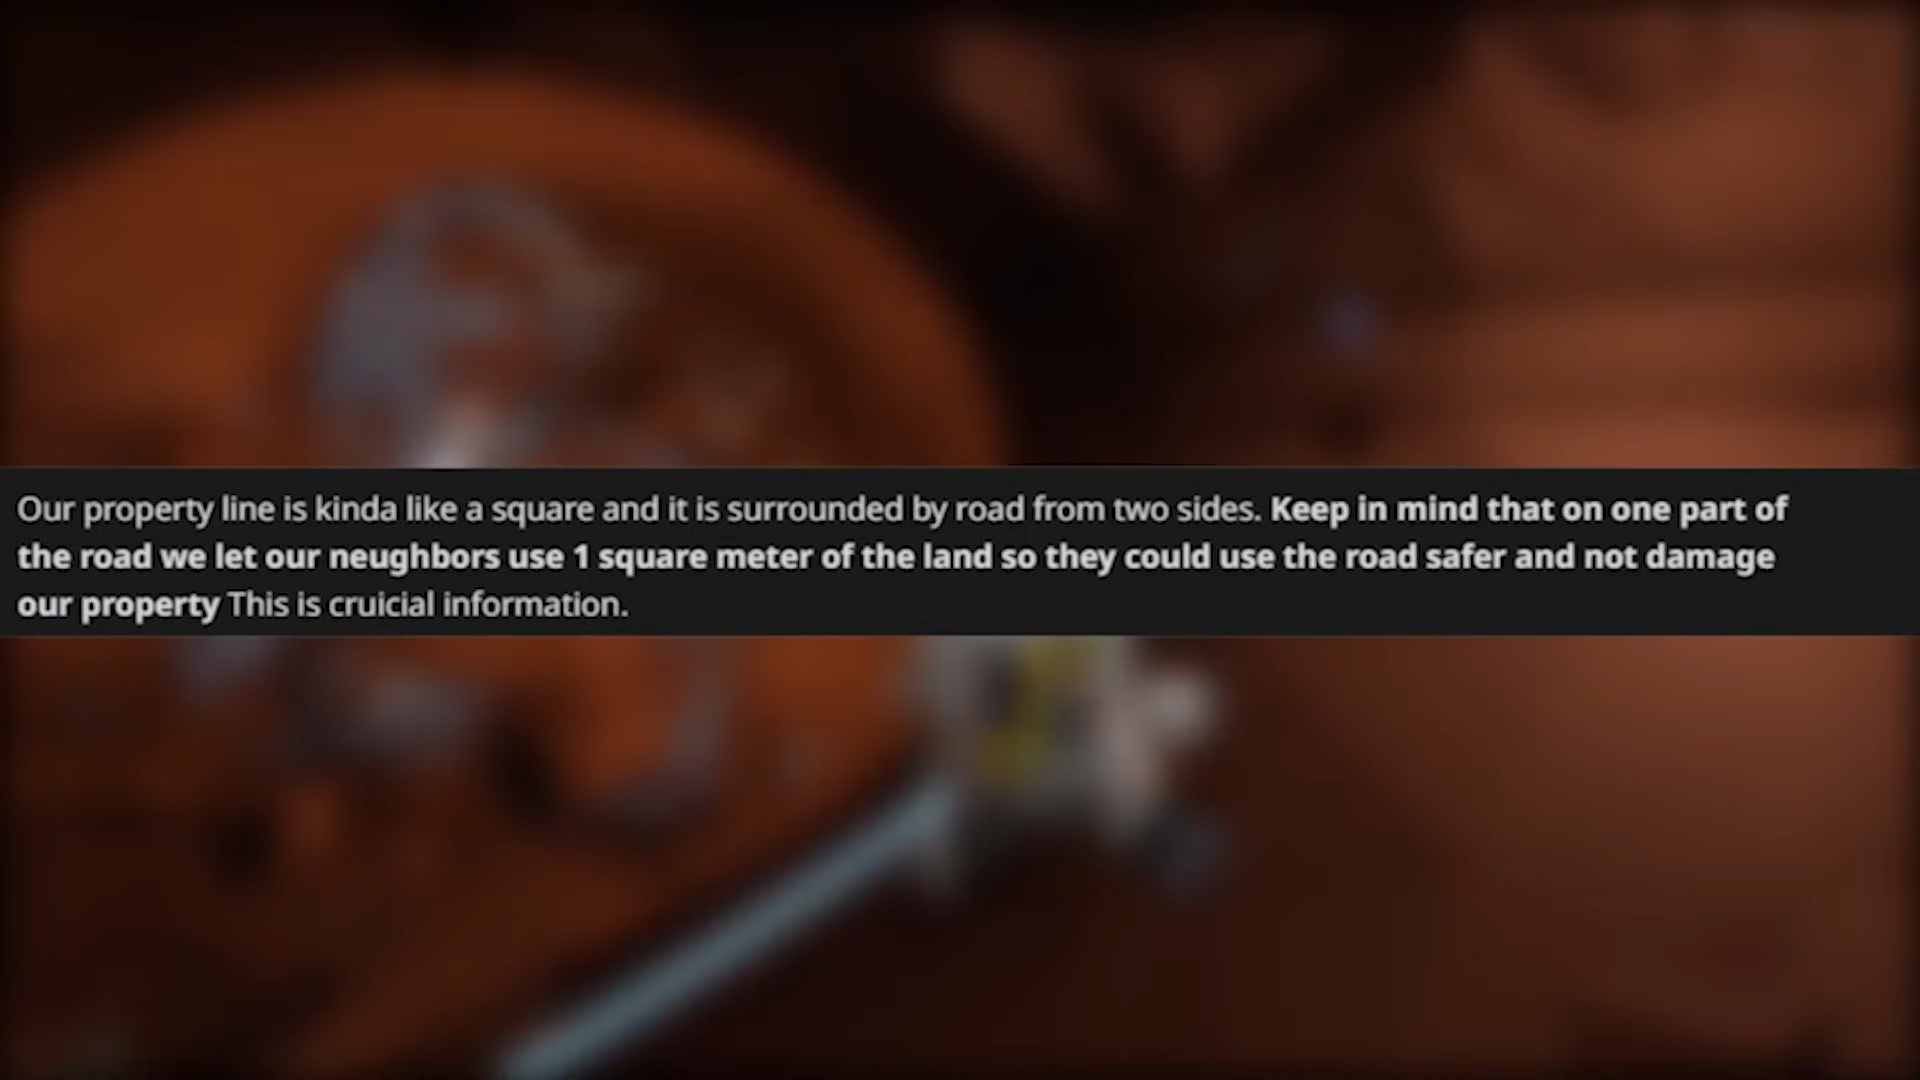 Our property line is kinda like a square and it is surrounded by road from two sides. Keep in mind that on one part of
the road we let our neughbors use 1 square meter of the land so they could use the road safer and not damage
our property This is cruicial information.